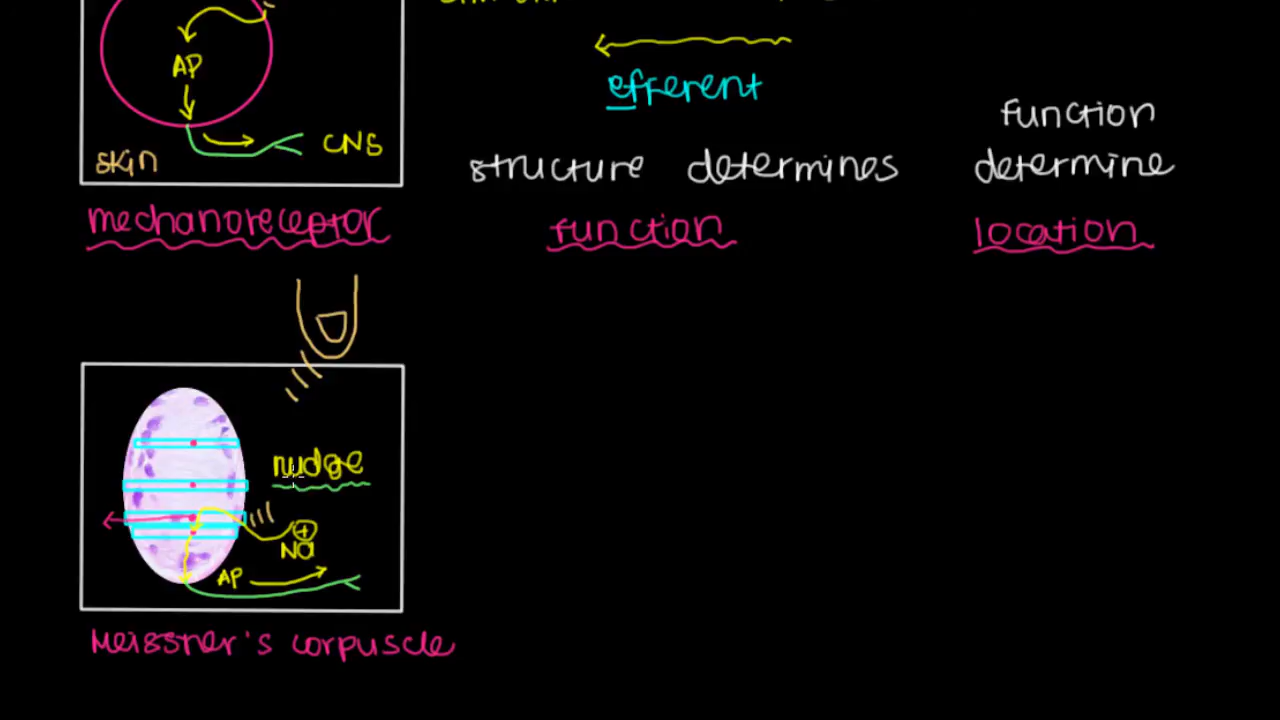 AP
CNS
skin
mechanoreceptor
efferent
structure determines
function
function
determine
location
nudge
+
Na
AP
Meissner's corpuscle